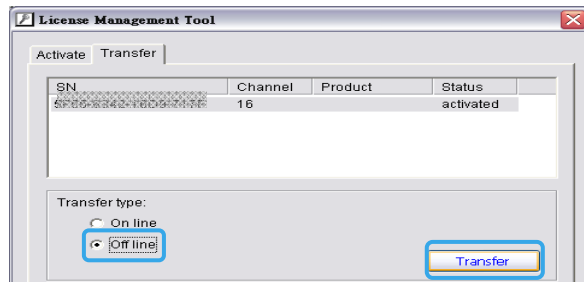 License Management Tool
Activate Transfer
SN Channel Product Status
16 activated
Transfer type:
On line
Off line
Transfer